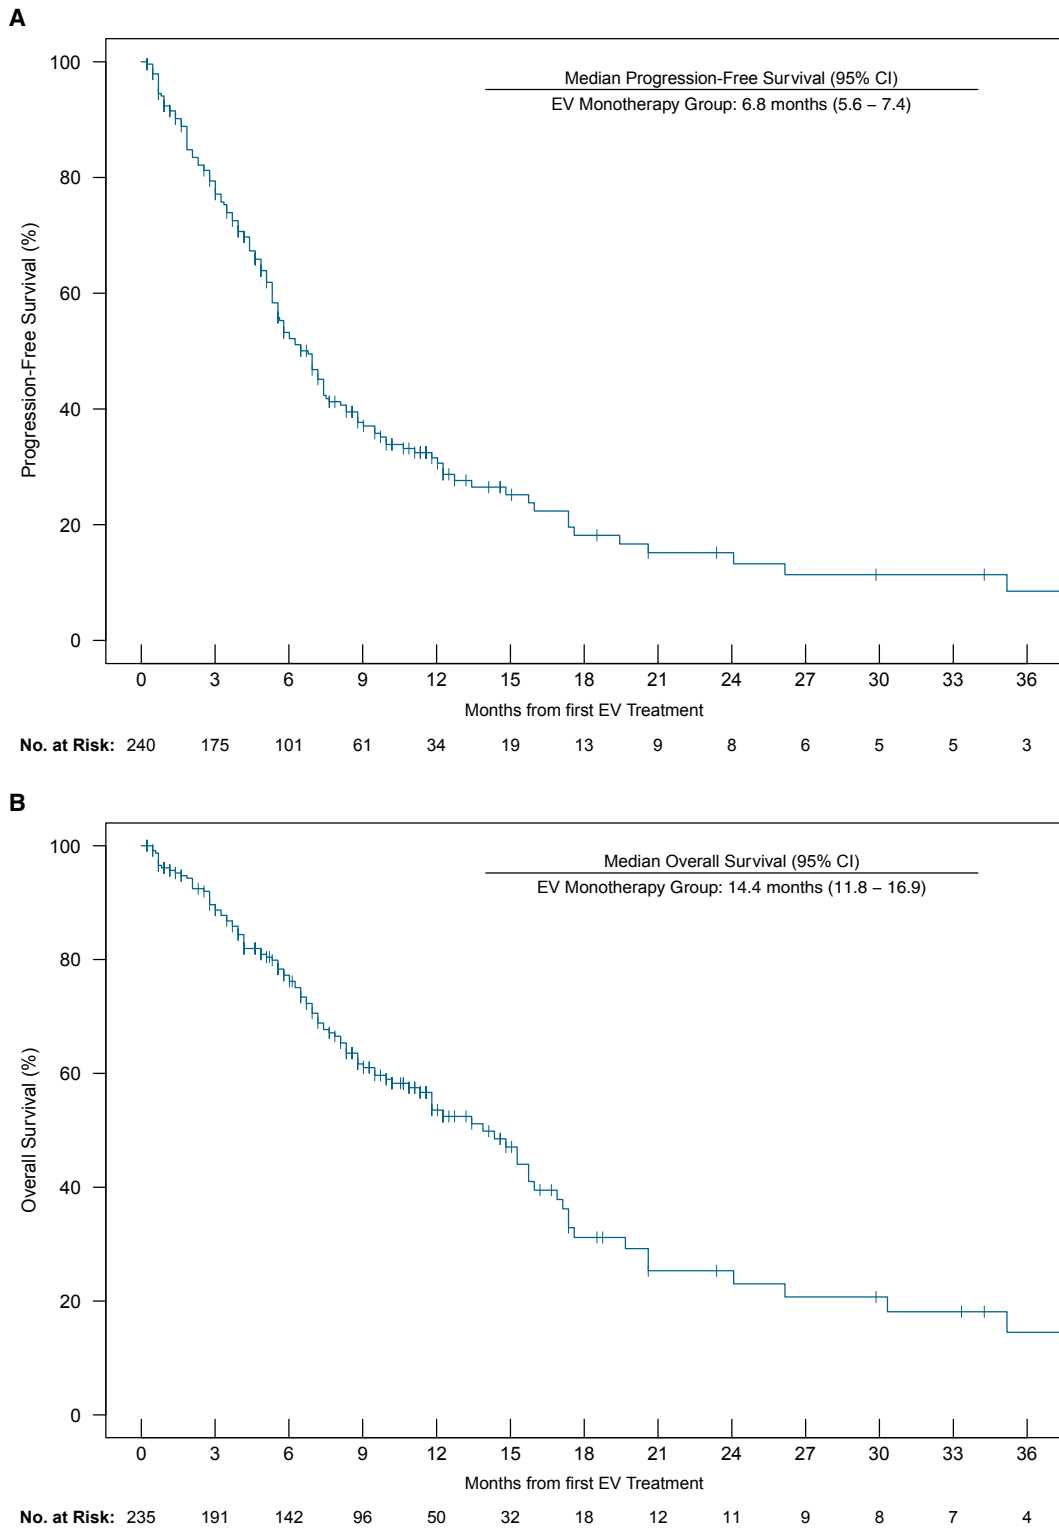 A
Median Progression-Free Survival (95% CI)
EV Monotherapy Group: 6.8 months (5.6 – 7.4)
Progression-Free Survival (%)
100
80
60
40
20
0
0 3 6 9 12 15 18 21 24 27 30 33 36
Months from first EV Treatment
No. at Risk: 240 175 101 61 34 19 13 9 8 6 5 5 3
B
Median Overall Survival (95% CI)
EV Monotherapy Group: 14.4 months (11.8 – 16.9)
Overall Survival (%)
100
80
60
40
20
0
0 3 6 9 12 15 18 21 24 27 30 33 36
Months from first EV Treatment
No. at Risk: 235 191 142 96 50 32 18 12 11 9 8 7 4